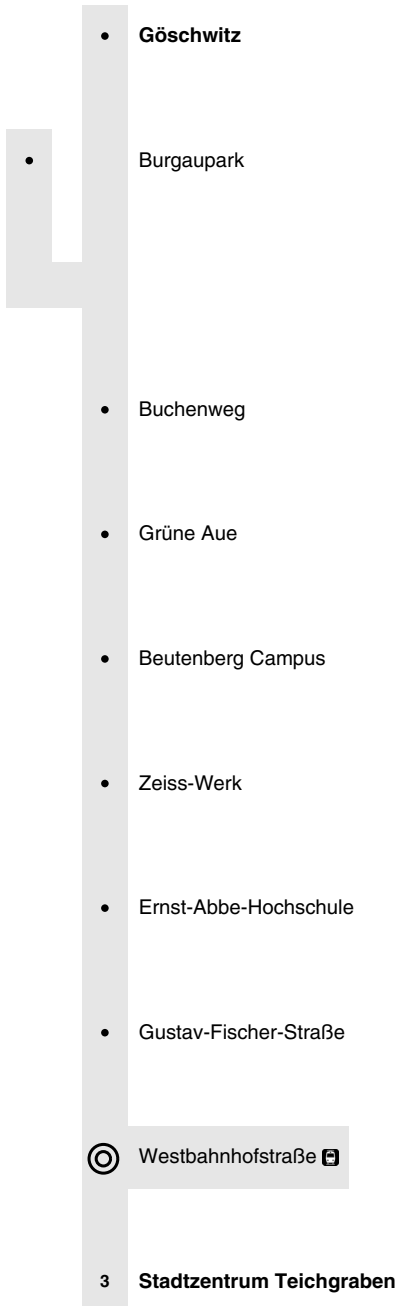 Göschwitz
Burgaupark
Buchenweg
Grüne Aue
Beutenberg Campus
Zeiss-Werk
Ernst-Abbe-Hochschule
Gustav-Fischer-Straße
Westbahnhofstraße
3 Stadtzentrum Teichgraben